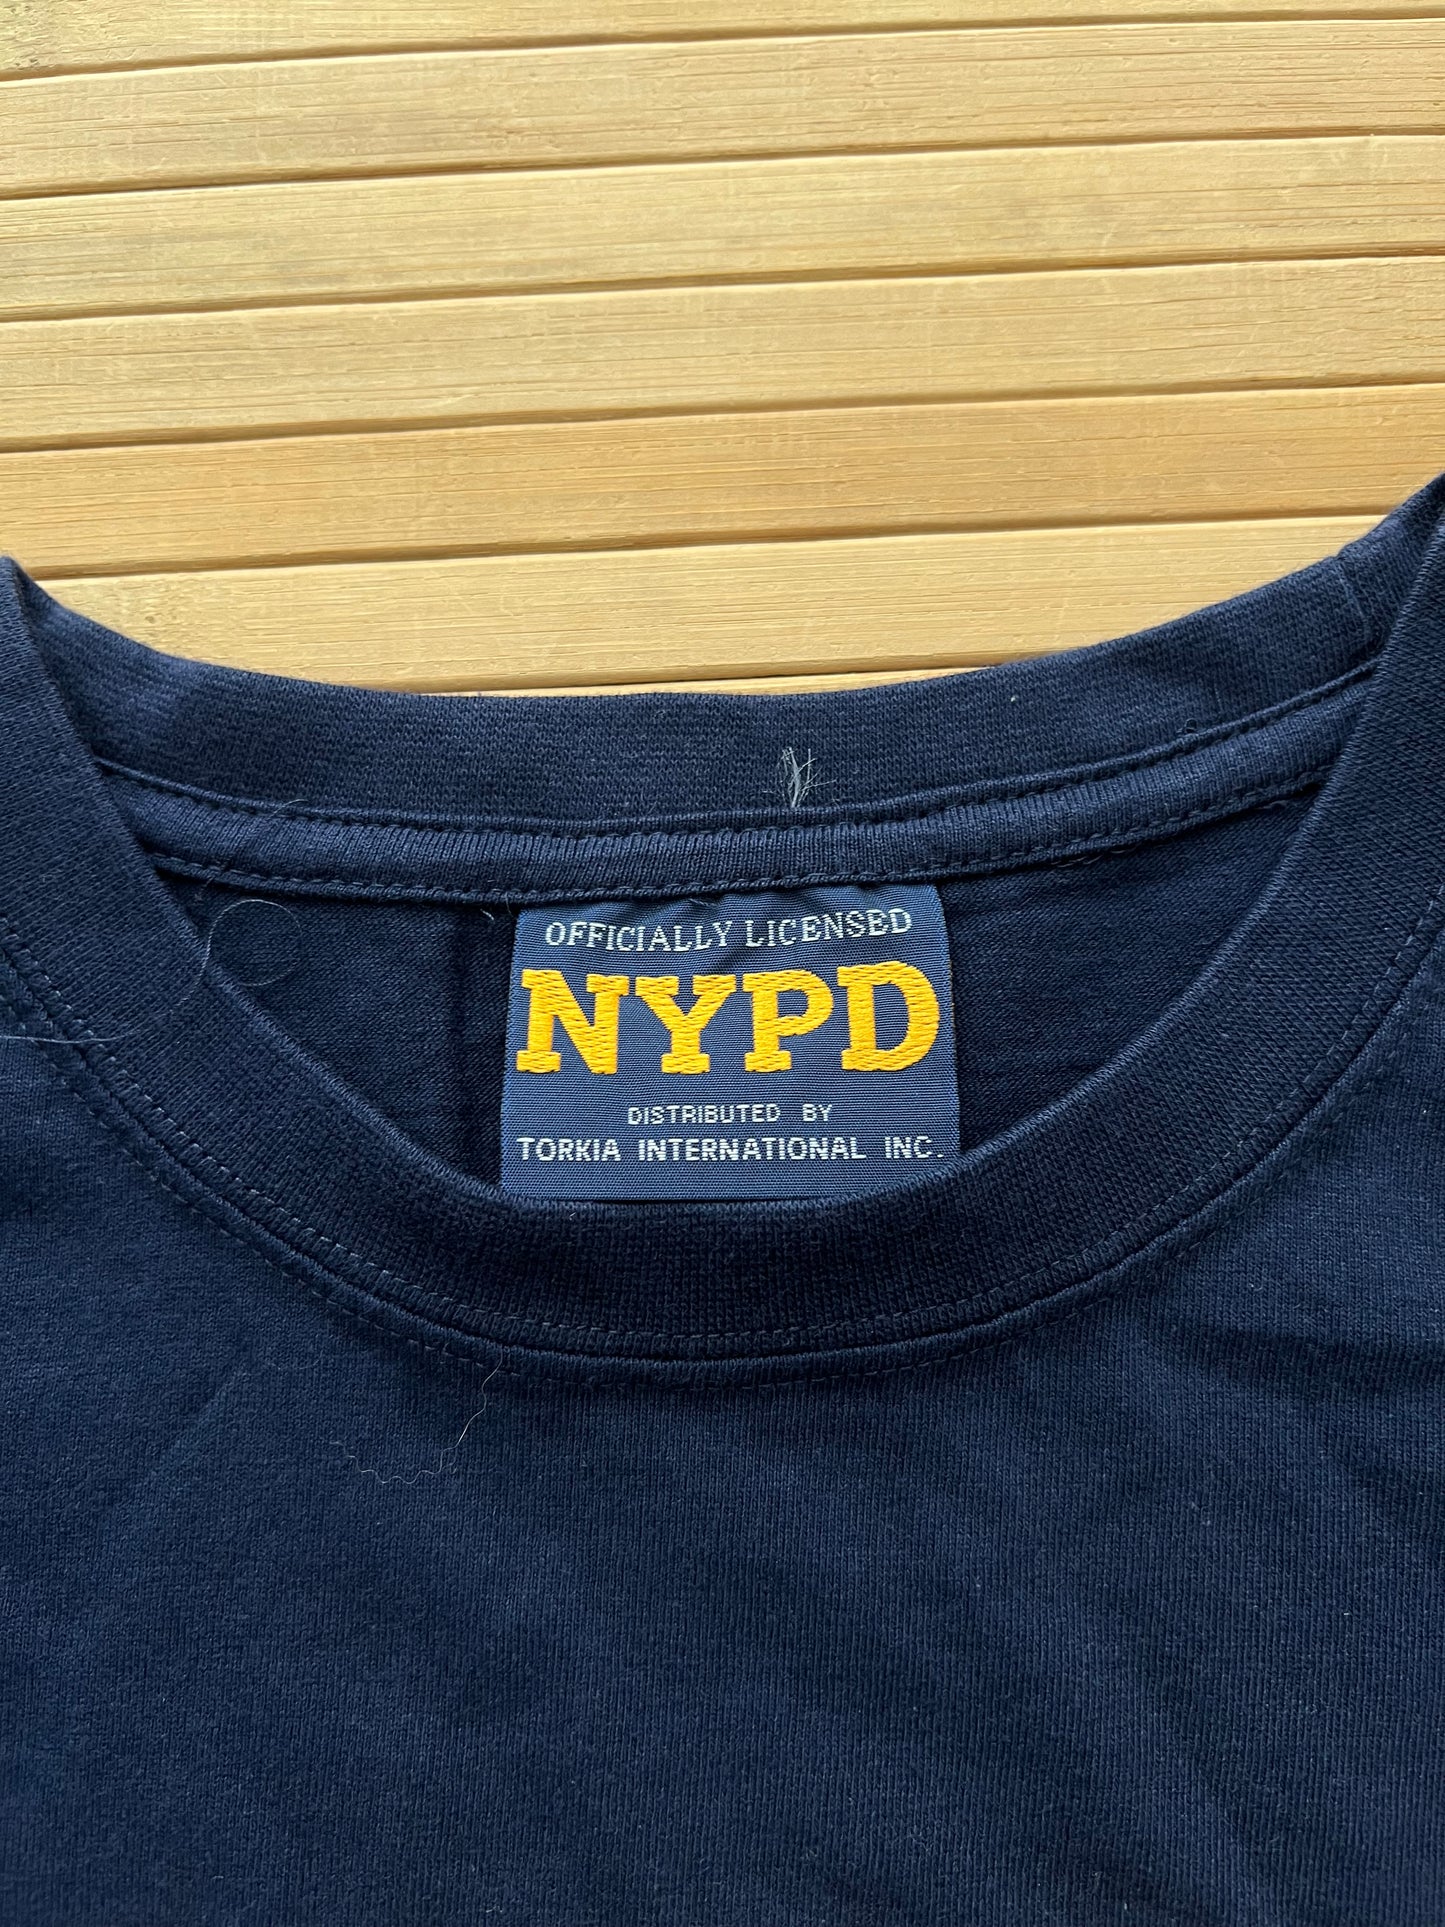 OFFICIALLY LICENSED
NYPD
DISTRIBUTED BY
TORKIA INTERNATIONAL INC.